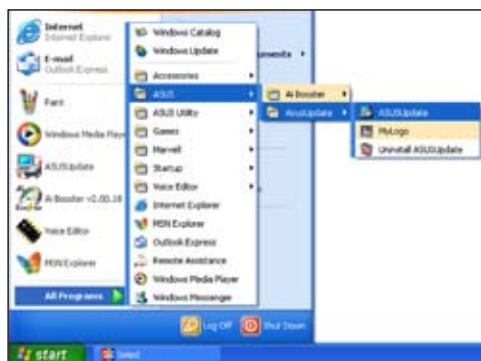 Internet
Internet Explorer
E-mail
Outlook Express
Paint
Windows Media Player
ASUSUpdate
Ai Booster v2.00.18
Voice Editor
MSN Explorer
All Programs
Windows Catalog
Windows Update
Accessories
ASUS
ASUS Utility
Games
Marvell
Startup
Voice Editor
Internet Explorer
MSN Explorer
Outlook Express
Remote Assistance
Windows Media Player
Windows Messenger
Ai Booster
AsusUpdate
ASUSUpdate
MyLogo
Uninstall ASUSUpdate
Log Off
Shut Down
start